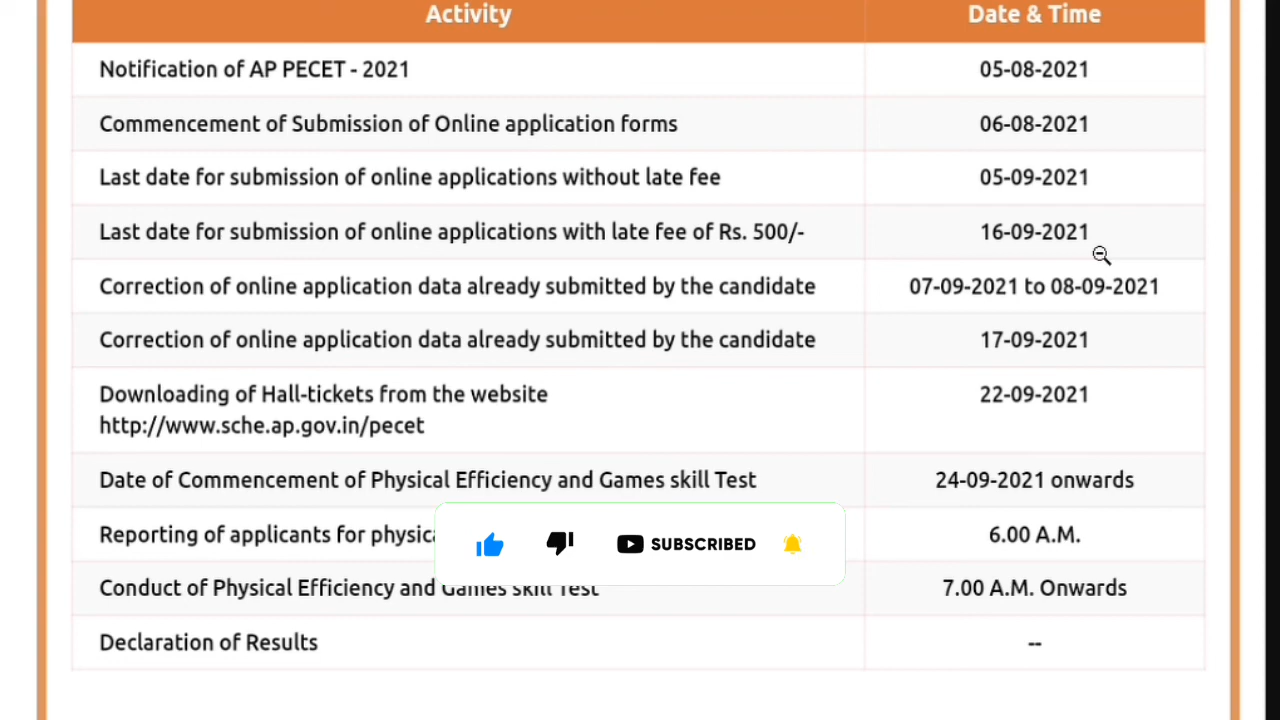 Activity Date & Time
Notification of AP PECET - 2021 05-08-2021
Commencement of Submission of Online application forms 06-08-2021
Last date for submission of online applications without late fee 05-09-2021
Last date for submission of online applications with late fee of Rs. 500/- 16-09-2021
Correction of online application data already submitted by the candidate 07-09-2021 to 08-09-2021
Correction of online application data already submitted by the candidate 17-09-2021
Downloading of Hall-tickets from the website 22-09-2021
http://www.sche.ap.gov.in/pecet
Date of Commencement of Physical Efficiency and Games skill Test 24-09-2021 onwards
Reporting of applicants for 6.00 A.M.
SUBSCRIBED
Conduct of Physical Efficiency and Games skill Test 7.00 A.M. Onwards
Declaration of Results --